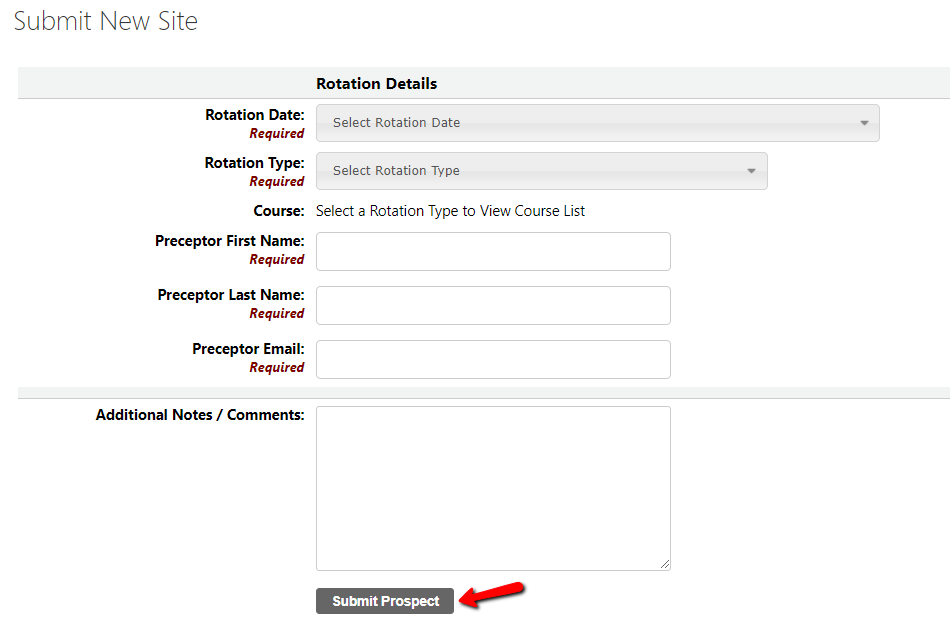 Submit New Site
Rotation Details
Rotation Date:
Required
Select Rotation Date
Rotation Type:
Required
Select Rotation Type
Course: Select a Rotation Type to View Course List
Preceptor First Name:
Required
Preceptor Last Name:
Required
Preceptor Email:
Required
Additional Notes / Comments:
Submit Prospect